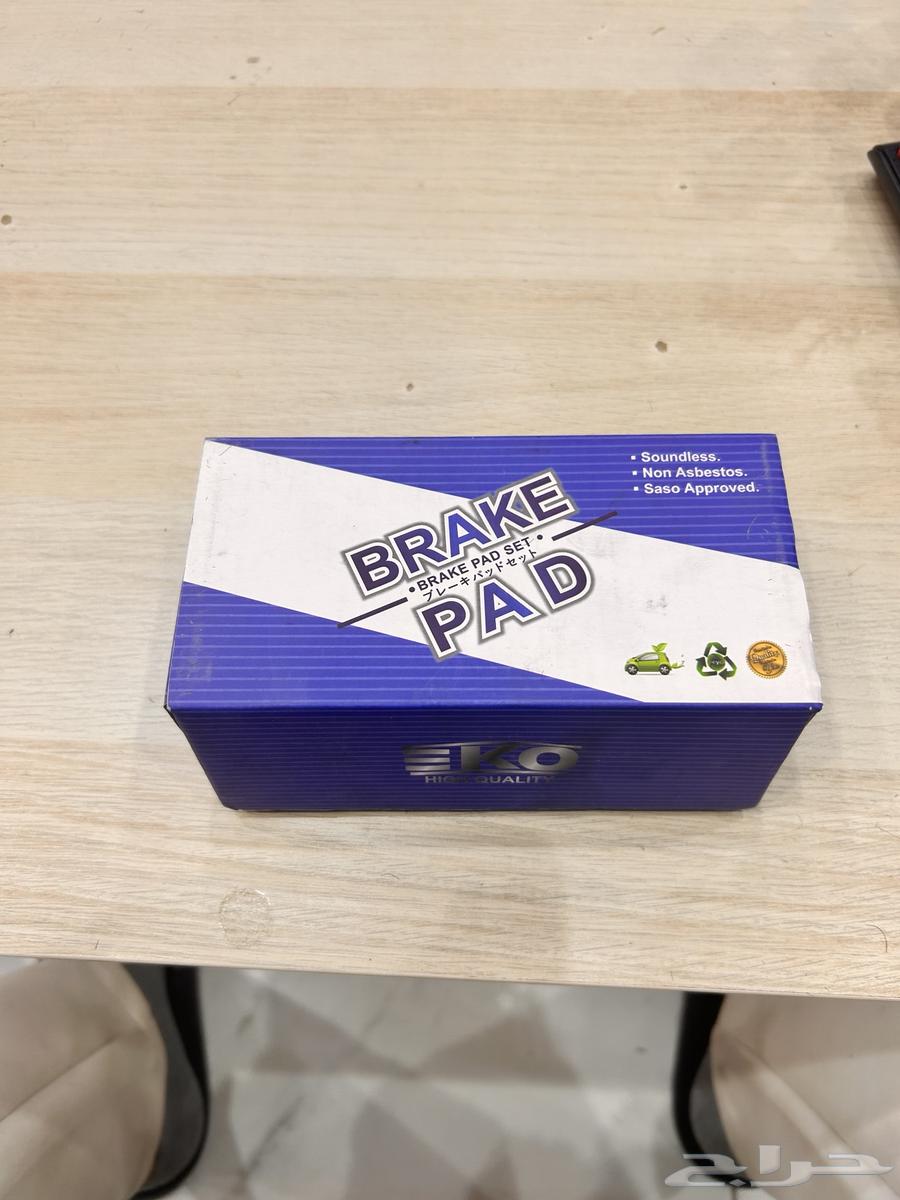 ▪ Soundless.
▪ Non Asbestos.
▪ Saso Approved.
BRAKE
• BRAKE PAD SET •
ブレーキパッドセット
PAD
Quality
EKO
HIGH QUALITY
حراج